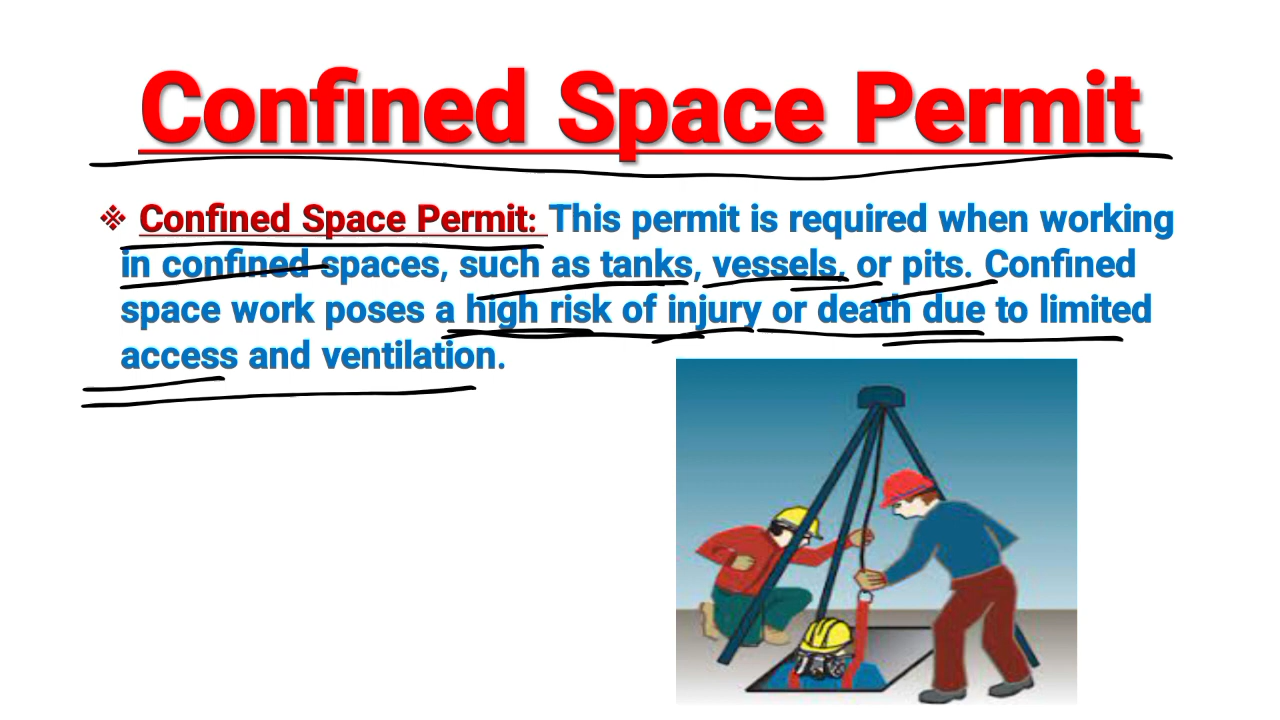 Confined Space Permit
※ Confined Space Permit: This permit is required when working
in confined spaces, such as tanks, vessels, or pits. Confined
space work poses a high risk of injury or death due to limited
access and ventilation.